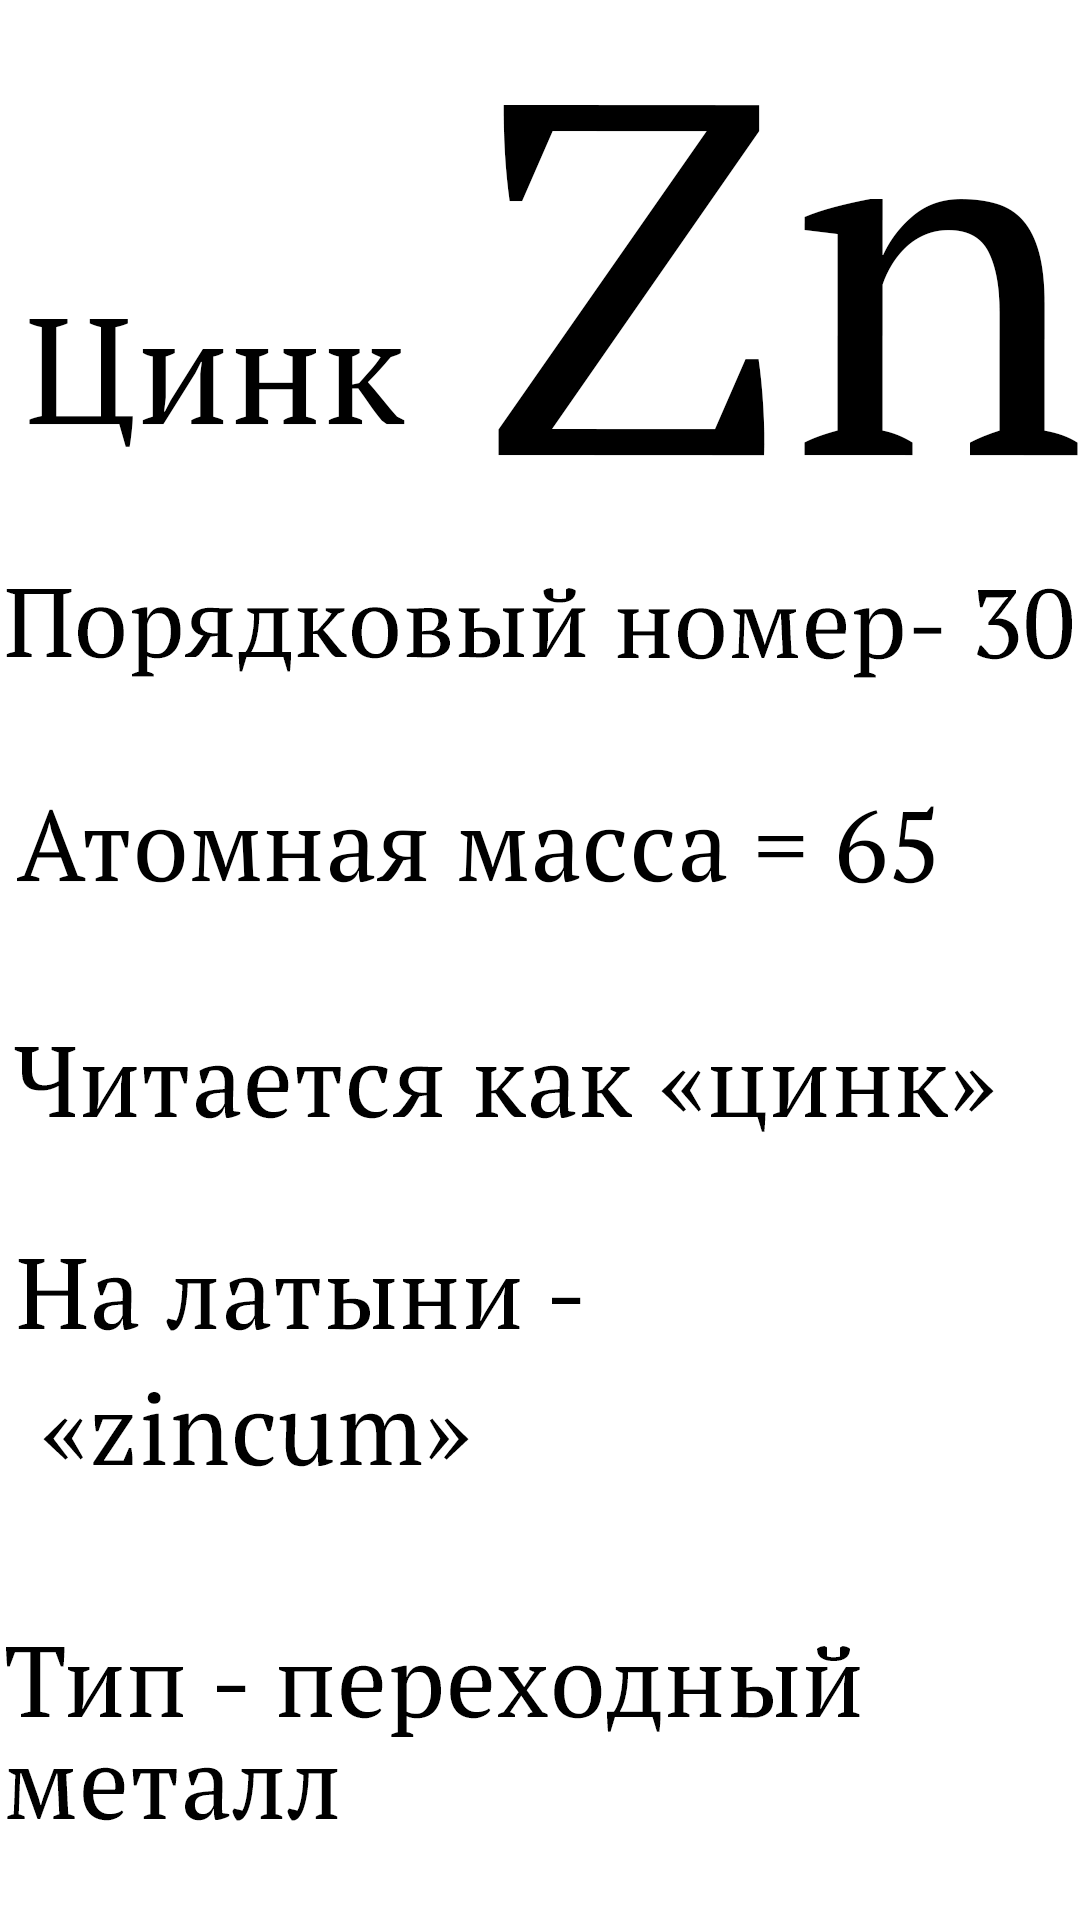 Цинк Zn
Порядковый номер- 30
Атомная масса = 65
Читается как «цинк»
На латыни -
«zincum»
Тип - переходный
металл